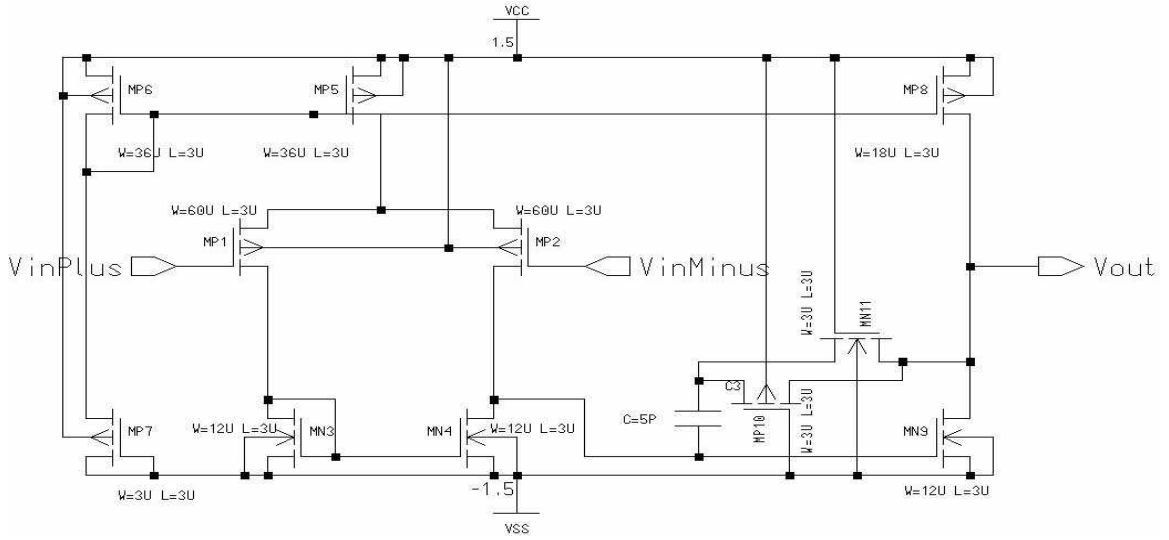 VCC
1.5
MP6
MP5
MP8
W=36U L=3U
W=36U L=3U
W=18U L=3U
W=60U L=3U
W=60U L=3U
MP1
MP2
VinPlus
VinMinus
Vout
W=3U L=3U
MN11
C3
C=5P
MP10
W=3U L=3U
MP7
W=12U L=3U
MN3
MN4
W=12U L=3U
MN9
W=3U L=3U
-1.5
W=12U L=3U
VSS